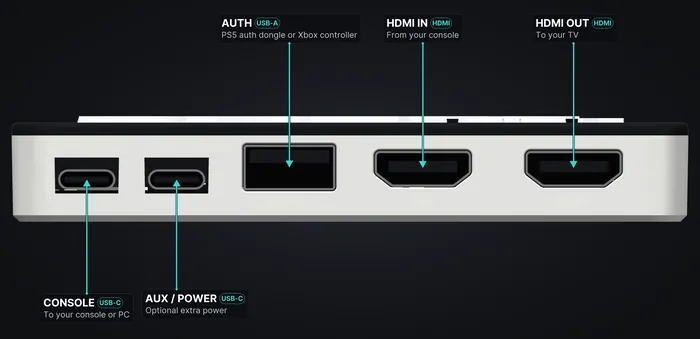 AUTH USB-A
PS5 auth dongle or Xbox controller
HDMI IN HDMI
From your console
HDMI OUT HDMI
To your TV
CONSOLE USB-C
To your console or PC
AUX / POWER USB-C
Optional extra power